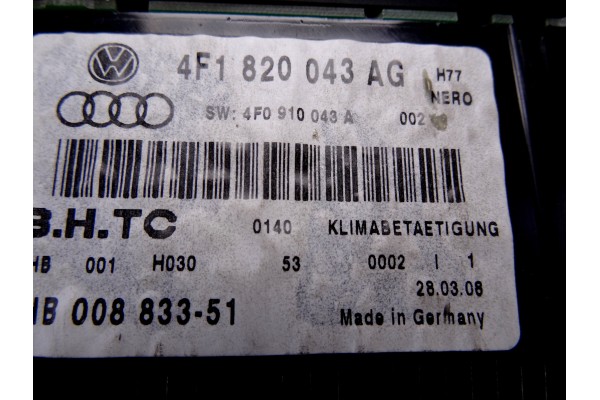 4F1 820 043 AG H77
NERO
SW: 4F0 910 043 A 002
B.H.TC 0140 KLIMABETAETIGUNG
HB 001 H030 53 0002 I 1
28.03.08
HB 008 833-51 Made in Germany